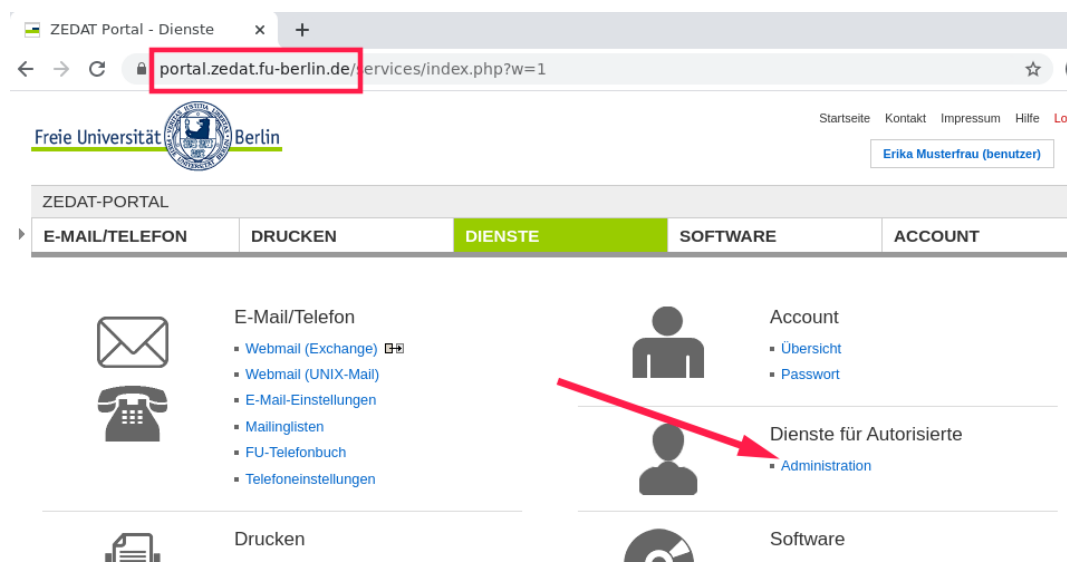 ZEDAT Portal - Dienste
portal.zedat.fu-berlin.de/services/index.php?w=1
Freie Universität Berlin
Startseite Kontakt Impressum Hilfe Lo
Erika Musterfrau (benutzer)
ZEDAT-PORTAL
E-MAIL/TELEFON DRUCKEN DIENSTE SOFTWARE ACCOUNT
E-Mail/Telefon
Webmail (Exchange)
Webmail (UNIX-Mail)
E-Mail-Einstellungen
Mailinglisten
FU-Telefonbuch
Telefoneinstellungen
Account
Übersicht
Passwort
Dienste für Autorisierte
Administration
Drucken
Software